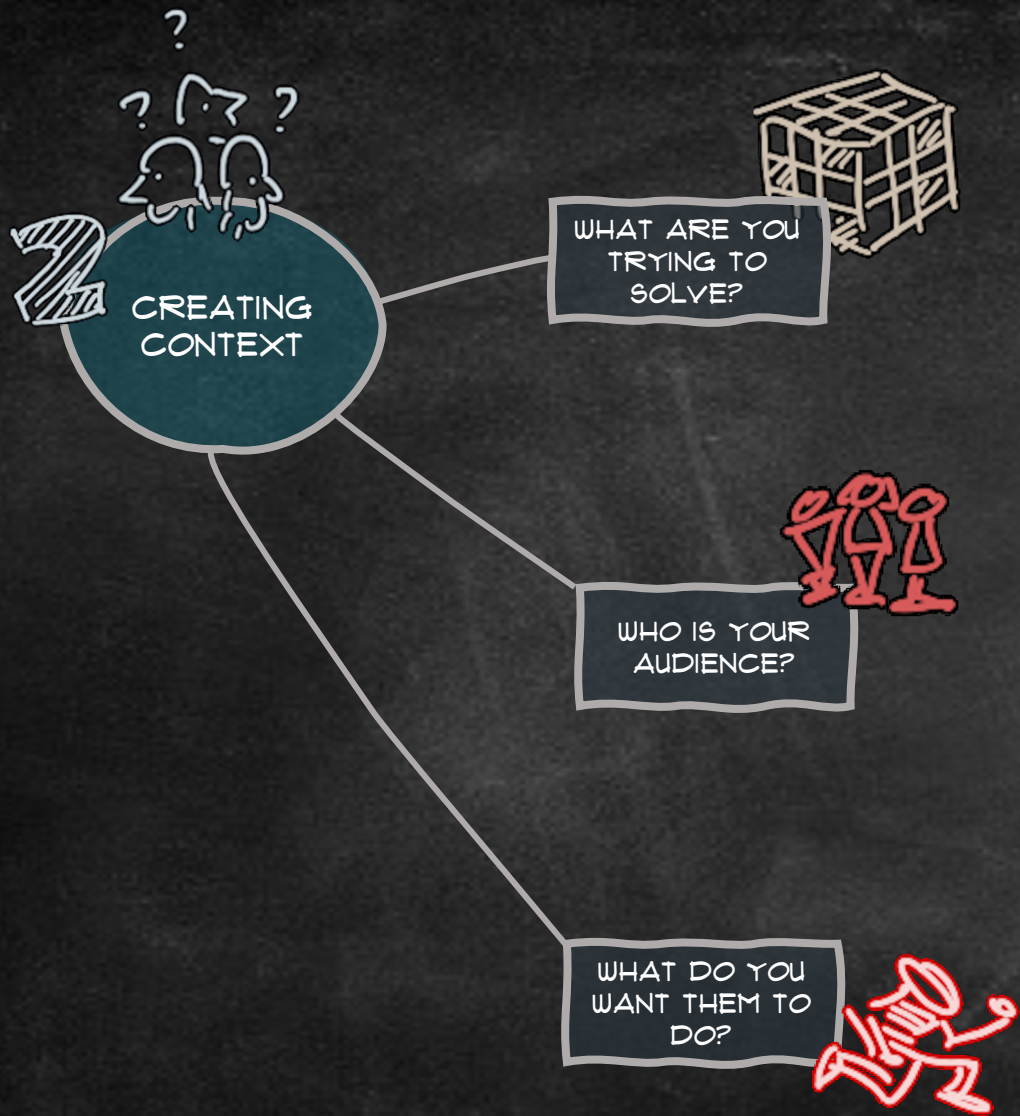 ?
? ?
2
CREATING
CONTEXT
WHAT ARE YOU
TRYING TO
SOLVE?
WHO IS YOUR
AUDIENCE?
WHAT DO YOU
WANT THEM TO
DO?